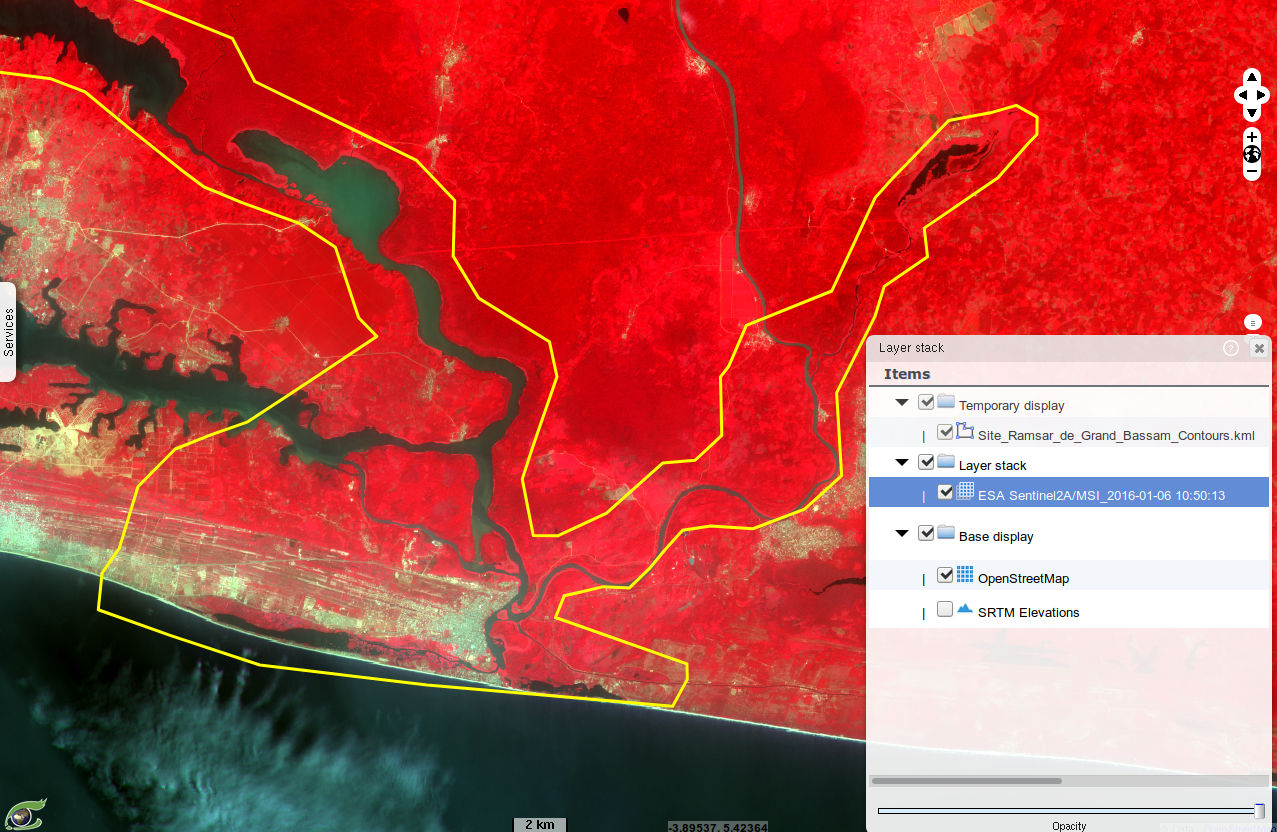 Services
Layer stack
?
Items
Temporary display
Site_Ramsar_de_Grand_Bassam_Contours.kml
Layer stack
ESA Sentinel2A/MSI_2016-01-06 10:50:13
Base display
OpenStreetMap
SRTM Elevations
2 km
-3.89537, 5.42364
Opacity